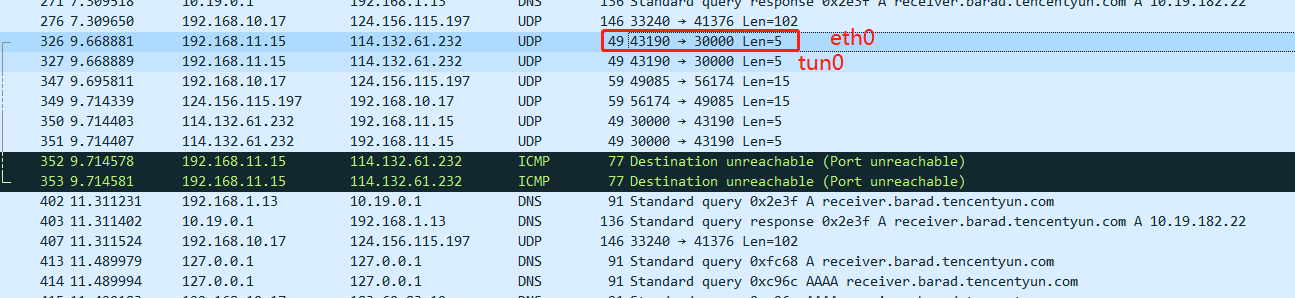 271 7.309594 10.19.0.1 192.168.1.13 DNS 136 Standard query response 0x2e3f A receiver.barad.tencentyun.com A 10.19.182.22
276 7.309650 192.168.10.17 124.156.115.197 UDP 146 33240 → 41376 Len=102
326 9.668881 192.168.11.15 114.132.61.232 UDP 49 43190 → 30000 Len=5 eth0
327 9.668889 192.168.11.15 114.132.61.232 UDP 49 43190 → 30000 Len=5 tun0
347 9.695811 192.168.10.17 124.156.115.197 UDP 59 49085 → 56174 Len=15
349 9.714339 124.156.115.197 192.168.10.17 UDP 59 56174 → 49085 Len=15
350 9.714403 114.132.61.232 192.168.11.15 UDP 49 30000 → 43190 Len=5
351 9.714407 114.132.61.232 192.168.11.15 UDP 49 30000 → 43190 Len=5
352 9.714578 192.168.11.15 114.132.61.232 ICMP 77 Destination unreachable (Port unreachable)
353 9.714581 192.168.11.15 114.132.61.232 ICMP 77 Destination unreachable (Port unreachable)
402 11.311231 192.168.1.13 10.19.0.1 DNS 91 Standard query 0x2e3f A receiver.barad.tencentyun.com
403 11.311402 10.19.0.1 192.168.1.13 DNS 136 Standard query response 0x2e3f A receiver.barad.tencentyun.com A 10.19.182.22
407 11.311524 192.168.10.17 124.156.115.197 UDP 146 33240 → 41376 Len=102
413 11.489979 127.0.0.1 127.0.0.1 DNS 91 Standard query 0xfc68 A receiver.barad.tencentyun.com
414 11.489994 127.0.0.1 127.0.0.1 DNS 91 Standard query 0xc96c AAAA receiver.barad.tencentyun.com